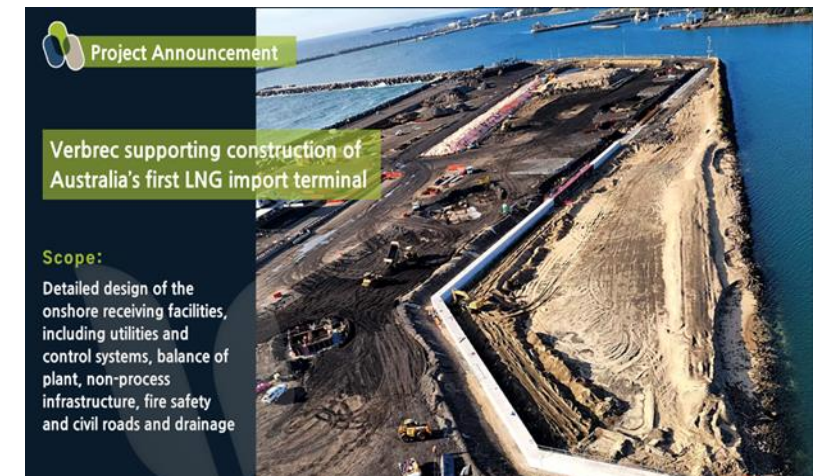 Project Announcement
Verbrec supporting construction of
Australia's first LNG import terminal
Scope:
Detailed design of the
onshore receiving facilities,
including utilities and
control systems, balance of
plant, non-process
infrastructure, fire safety
and civil roads and drainage